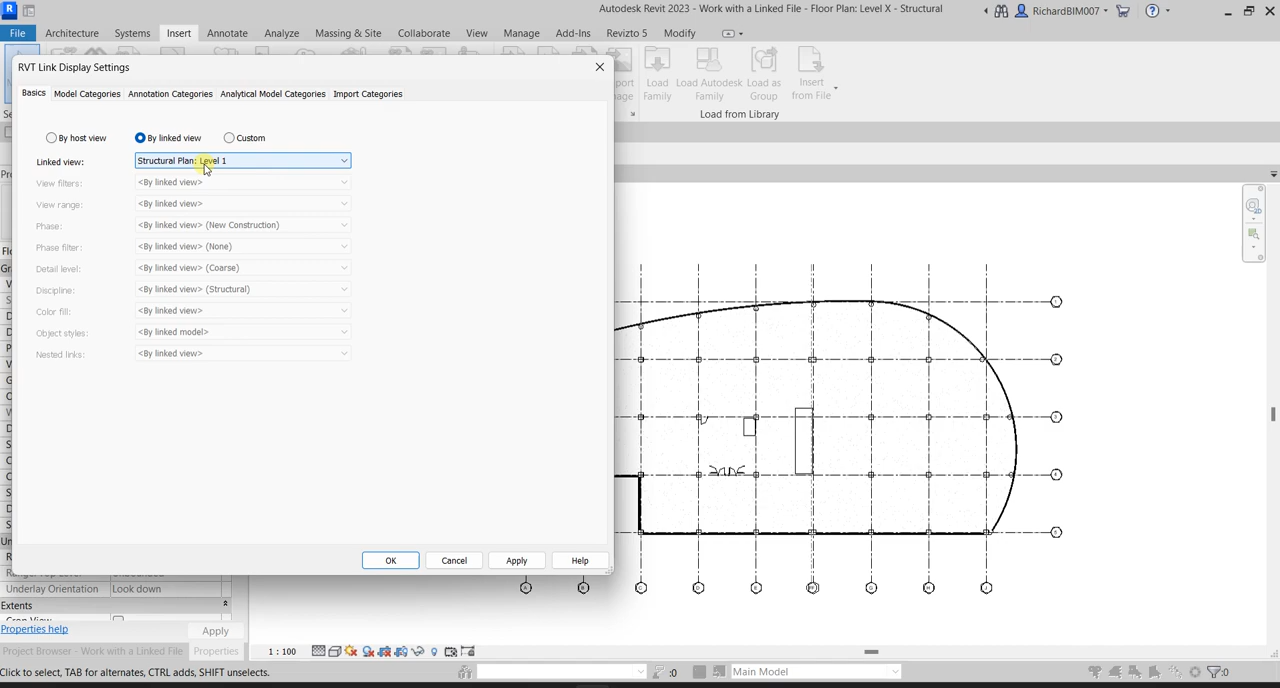 Autodesk Revit 2023 - Work with a Linked File - Floor Plan: Level X - Structural
RichardBIM007
File Architecture Systems Insert Annotate Analyze Massing & Site Collaborate View Manage Add-Ins Revizto 5 Modify
RVT Link Display Settings
Load Family
Load Autodesk Family
Load as Group
Insert from File
Load from Library
Basics Model Categories Annotation Categories Analytical Model Categories Import Categories
By host view By linked view Custom
Linked view: Structural Plan: Level 1
View filters: <By linked view>
View range: <By linked view>
Phase: <By linked view> (New Construction)
Phase filter: <By linked view> (None)
Detail level: <By linked view> (Coarse)
Discipline: <By linked view> (Structural)
Color fill: <By linked view>
Object styles: <By linked model>
Nested links: <By linked view>
OK Cancel Apply Help
Underlay Orientation Look down
Extents
Properties help Apply
Project Browser - Work with a Linked File Properties
1 : 100
Click to select, TAB for alternates, CTRL adds, SHIFT unselects.
:0
Main Model
:0